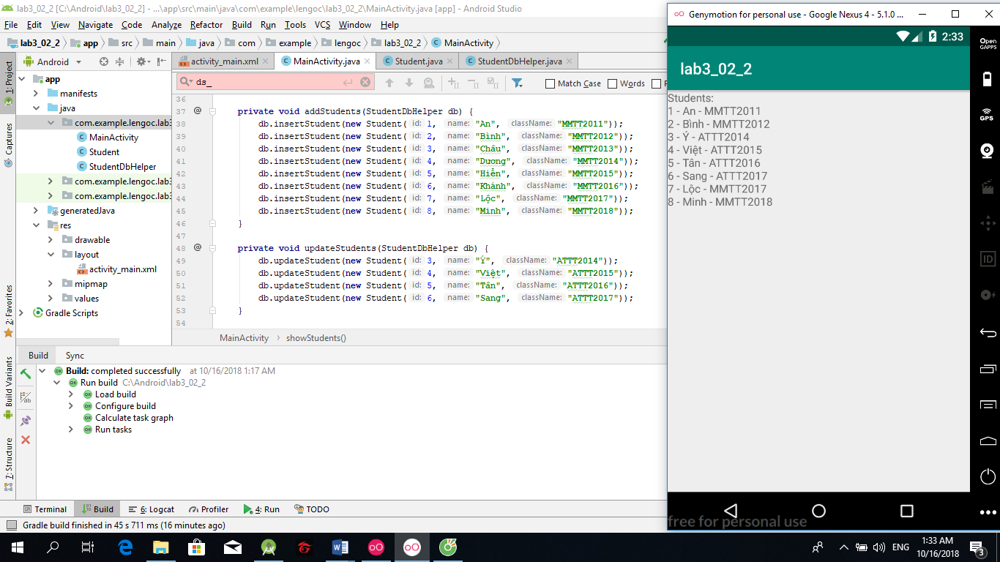 lab3_02_2 [C:\Android\lab3_02_2] - ...\app\src\main\java\com\example\lengoc\lab3_02_2\MainActivity.java [app] - Android Studio
File Edit View Navigate Code Analyze Refactor Build Run Tools VCS Window Help
lab3_02_2 app src main java com example lengoc lab3_02_2 MainActivity
Android
activity_main.xml MainActivity.java Student.java StudentDbHelper.java
ds_
Match Case Words
1: Project
Captures
2: Favorites
Build Variants
7: Structure
app
manifests
java
com.example.lengoc.lab3
MainActivity
Student
StudentDbHelper
com.example.lengoc.lab3
com.example.lengoc.lab3
generatedJava
res
drawable
layout
activity_main.xml
mipmap
values
Gradle Scripts
36
37 @ private void addStudents(StudentDbHelper db) {
38 db.insertStudent(new Student( id: 1, name: "An", className: "MMTT2011"));
39 db.insertStudent(new Student( id: 2, name: "Bình", className: "MMTT2012"));
40 db.insertStudent(new Student( id: 3, name: "Châu", className: "MMTT2013"));
41 db.insertStudent(new Student( id: 4, name: "Dương", className: "MMTT2014"));
42 db.insertStudent(new Student( id: 5, name: "Hiển", className: "MMTT2015"));
43 db.insertStudent(new Student( id: 6, name: "Khánh", className: "MMTT2016"));
44 db.insertStudent(new Student( id: 7, name: "Lộc", className: "MMTT2017"));
45 db.insertStudent(new Student( id: 8, name: "Minh", className: "MMTT2018"));
46 }
47
48 @ private void updateStudents(StudentDbHelper db) {
49 db.updateStudent(new Student( id: 3, name: "Ý", className: "ATTT2014"));
50 db.updateStudent(new Student( id: 4, name: "Việt", className: "ATTT2015"));
51 db.updateStudent(new Student( id: 5, name: "Tân", className: "ATTT2016"));
52 db.updateStudent(new Student( id: 6, name: "Sang", className: "ATTT2017"));
53 }
54
MainActivity showStudents()
Build Sync
Build: completed successfully at 10/16/2018 1:17 AM
Run build C:\Android\lab3_02_2
Load build
Configure build
Calculate task graph
Run tasks
Terminal Build 6: Logcat Profiler 4: Run TODO
Gradle build finished in 45 s 711 ms (16 minutes ago)
Genymotion for personal use - Google Nexus 4 - 5.1.0 ...
2:33
lab3_02_2
Students:
1 - An - MMTT2011
2 - Bình - MMTT2012
3 - Ý - ATTT2014
4 - Việt - ATTT2015
5 - Tân - ATTT2016
6 - Sang - ATTT2017
7 - Lộc - MMTT2017
8 - Minh - MMTT2018
free for personal use
Open
GAPPS
GPS
ID
ENG
1:33 AM
10/16/2018
3